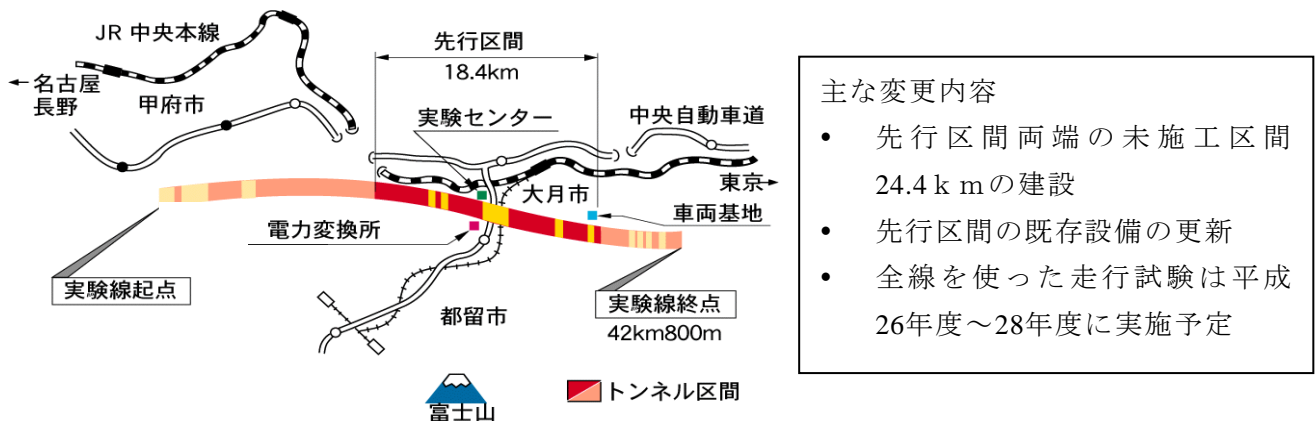 JR 中央本線
先行区間
18.4km
←名古屋
長野
甲府市
実験センター
中央自動車道
大月市
東京→
電力変換所
車両基地
実験線起点
都留市
実験線終点
42km800m
富士山
トンネル区間
主な変更内容
• 先行区間両端の未施工区間
24.4ｋｍの建設
• 先行区間の既存設備の更新
• 全線を使った走行試験は平成
26年度～28年度に実施予定